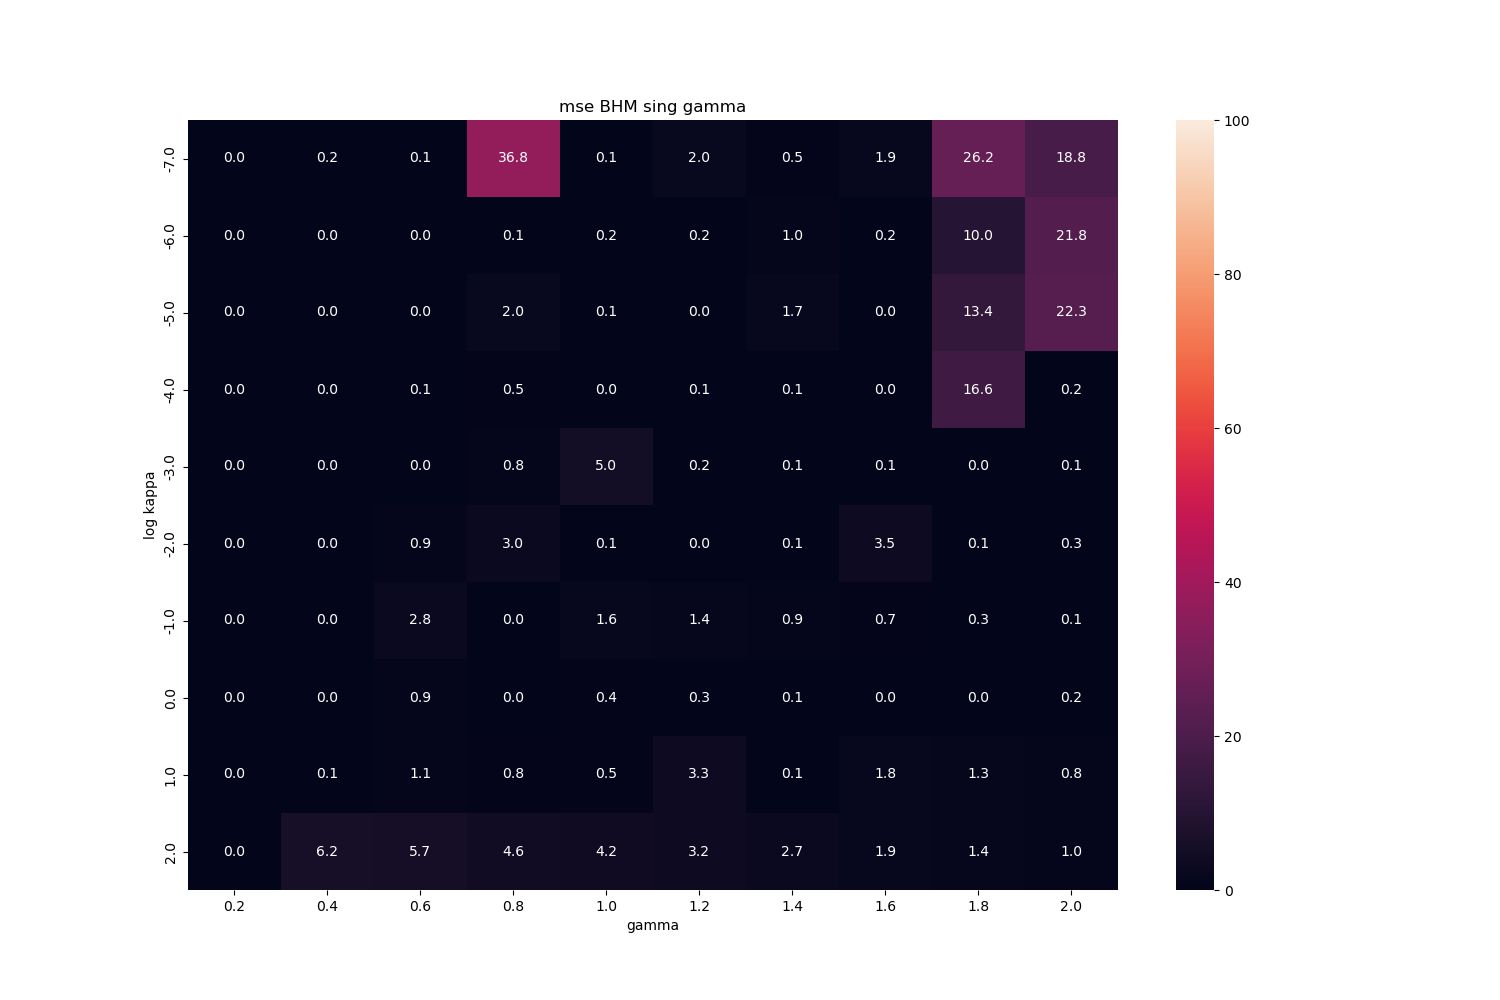 mse BHM sing gamma
-7.0 0.0 0.2 0.1 36.8 0.1 2.0 0.5 1.9 26.2 18.8
-6.0 0.0 0.0 0.0 0.1 0.2 0.2 1.0 0.2 10.0 21.8
-5.0 0.0 0.0 0.0 2.0 0.1 0.0 1.7 0.0 13.4 22.3
-4.0 0.0 0.0 0.1 0.5 0.0 0.1 0.1 0.0 16.6 0.2
-3.0 0.0 0.0 0.0 0.8 5.0 0.2 0.1 0.1 0.0 0.1
-2.0 0.0 0.0 0.9 3.0 0.1 0.0 0.1 3.5 0.1 0.3
-1.0 0.0 0.0 2.8 0.0 1.6 1.4 0.9 0.7 0.3 0.1
0.0 0.0 0.0 0.9 0.0 0.4 0.3 0.1 0.0 0.0 0.2
1.0 0.0 0.1 1.1 0.8 0.5 3.3 0.1 1.8 1.3 0.8
2.0 0.0 6.2 5.7 4.6 4.2 3.2 2.7 1.9 1.4 1.0
0.2 0.4 0.6 0.8 1.0 1.2 1.4 1.6 1.8 2.0
gamma
log kappa
100
80
60
40
20
0